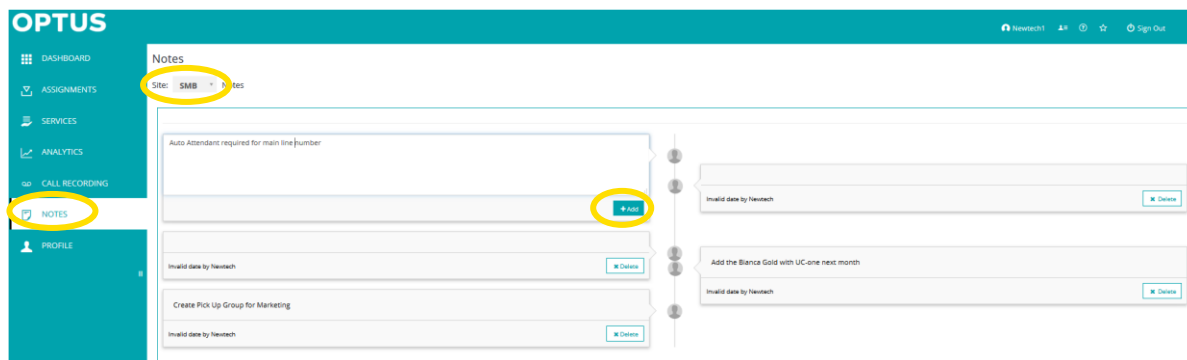 OPTUS
Newtech1
Sign Out
DASHBOARD
ASSIGNMENTS
SERVICES
ANALYTICS
CALL RECORDING
NOTES
PROFILE
Notes
Site: SMB Notes
Auto Attendant required for main line number
+ Add
Invalid date by Newtech
✖ Delete
Invalid date by Newtech
✖ Delete
Add the Bianca Gold with UC-one next month
Invalid date by Newtech
✖ Delete
Create Pick Up Group for Marketing
Invalid date by Newtech
✖ Delete